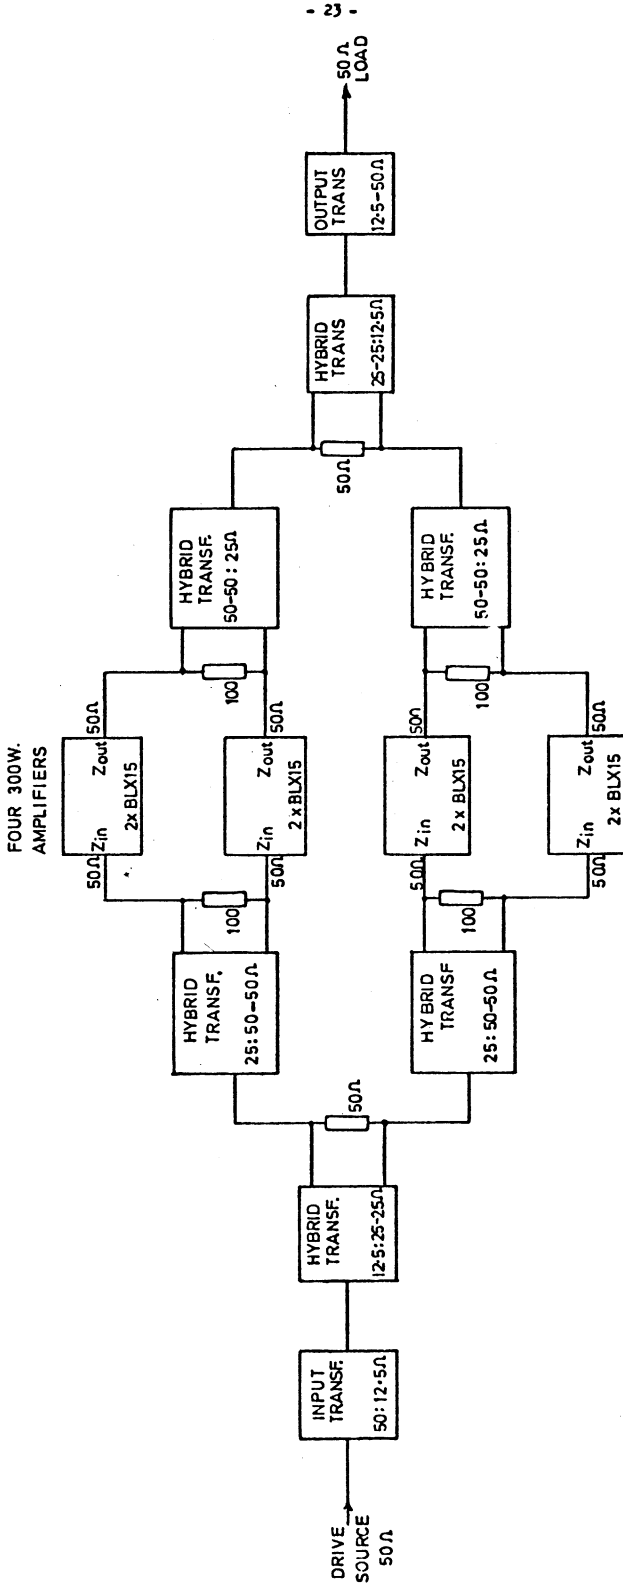 - 23 -
FOUR 300W.
AMPLIFIERS
DRIVE
SOURCE
50Ω
INPUT
TRANSF.
50:12·5Ω
HYBRID
TRANSF.
12·5:25-25Ω
50Ω
HYBRID
TRANSF.
25:50-50Ω
HYBRID
TRANSF
25:50-50Ω
100
100
50Ω
Zin
Zout
2x BLX15
50Ω
50Ω
Zin
Zout
2x BLX15
50Ω
50Ω
Zin
Zout
2x BLX15
50Ω
50Ω
Zin
Zout
2x BLX15
50Ω
100
100
HYBRID
TRANSF.
50-50:25Ω
HYBRID
TRANSF.
50-50:25Ω
50Ω
HYBRID
TRANS
25-25:12·5Ω
OUTPUT
TRANS
12·5-50Ω
50Ω
LOAD